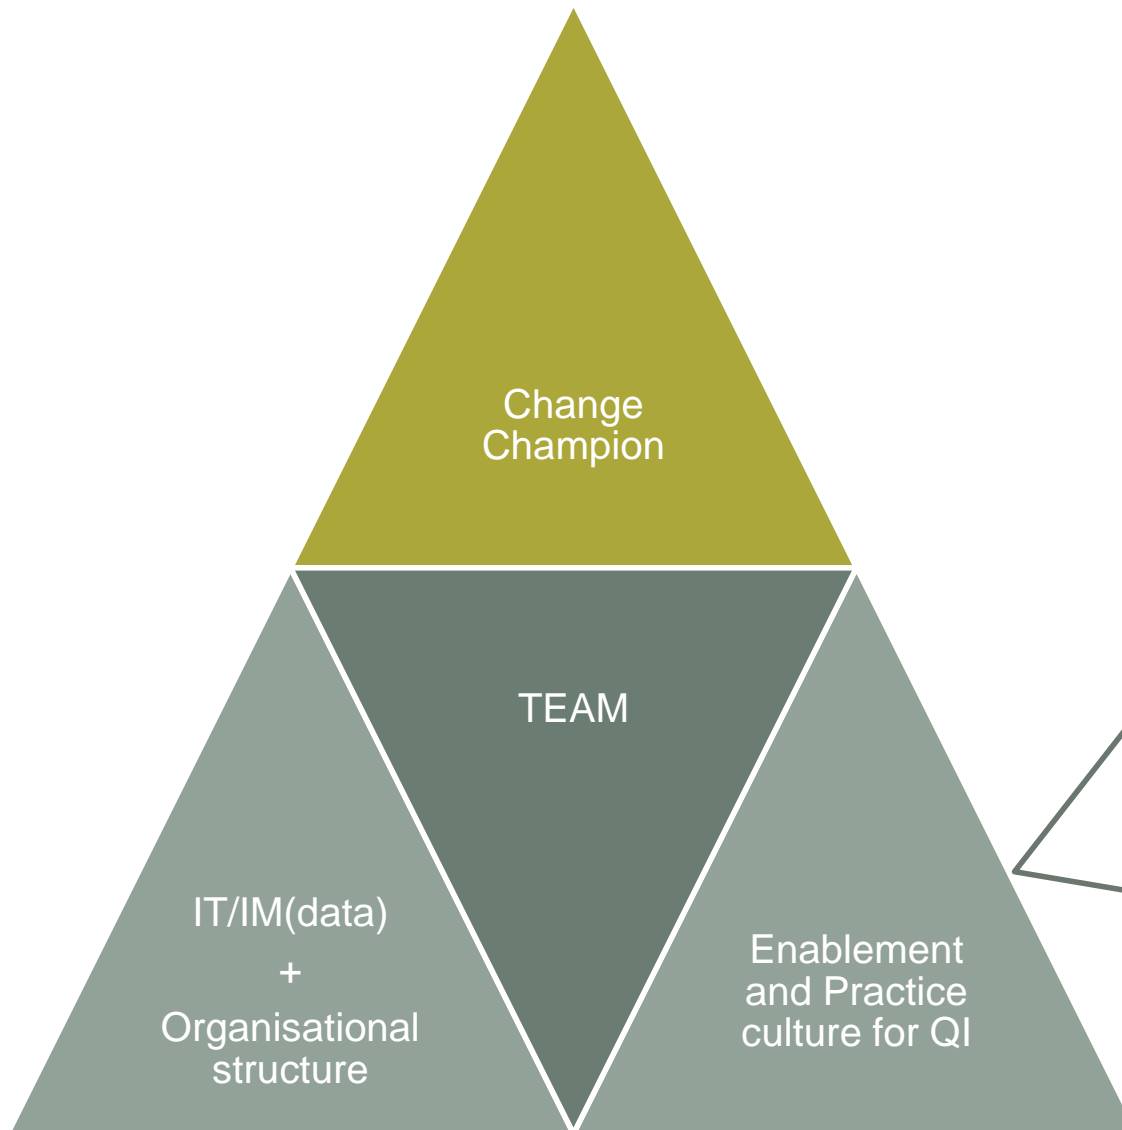 Change
Champion
TEAM
IT/IM(data)
+
Organisational
structure
Enablement
and Practice
culture for QI